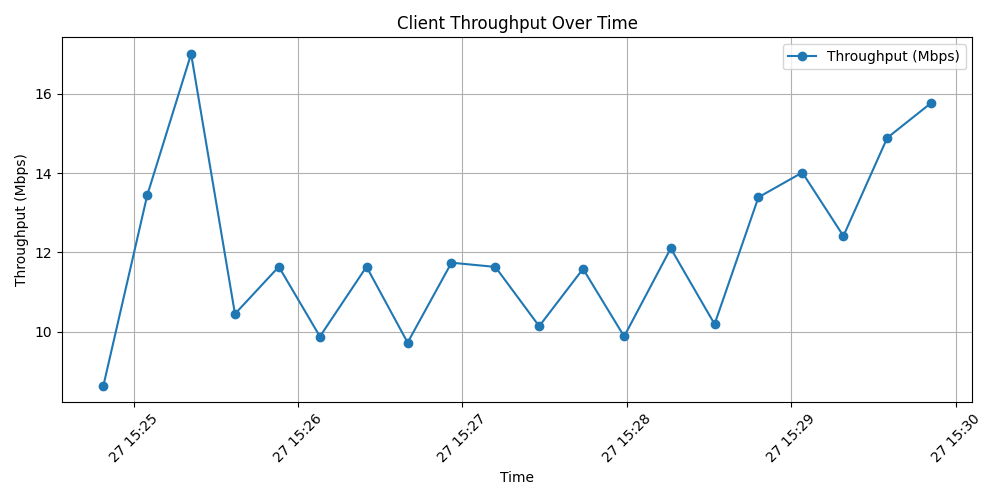 Client Throughput Over Time
Throughput (Mbps)
Throughput (Mbps)
16
14
12
10
27 15:25
27 15:26
27 15:27
27 15:28
27 15:29
27 15:30
Time